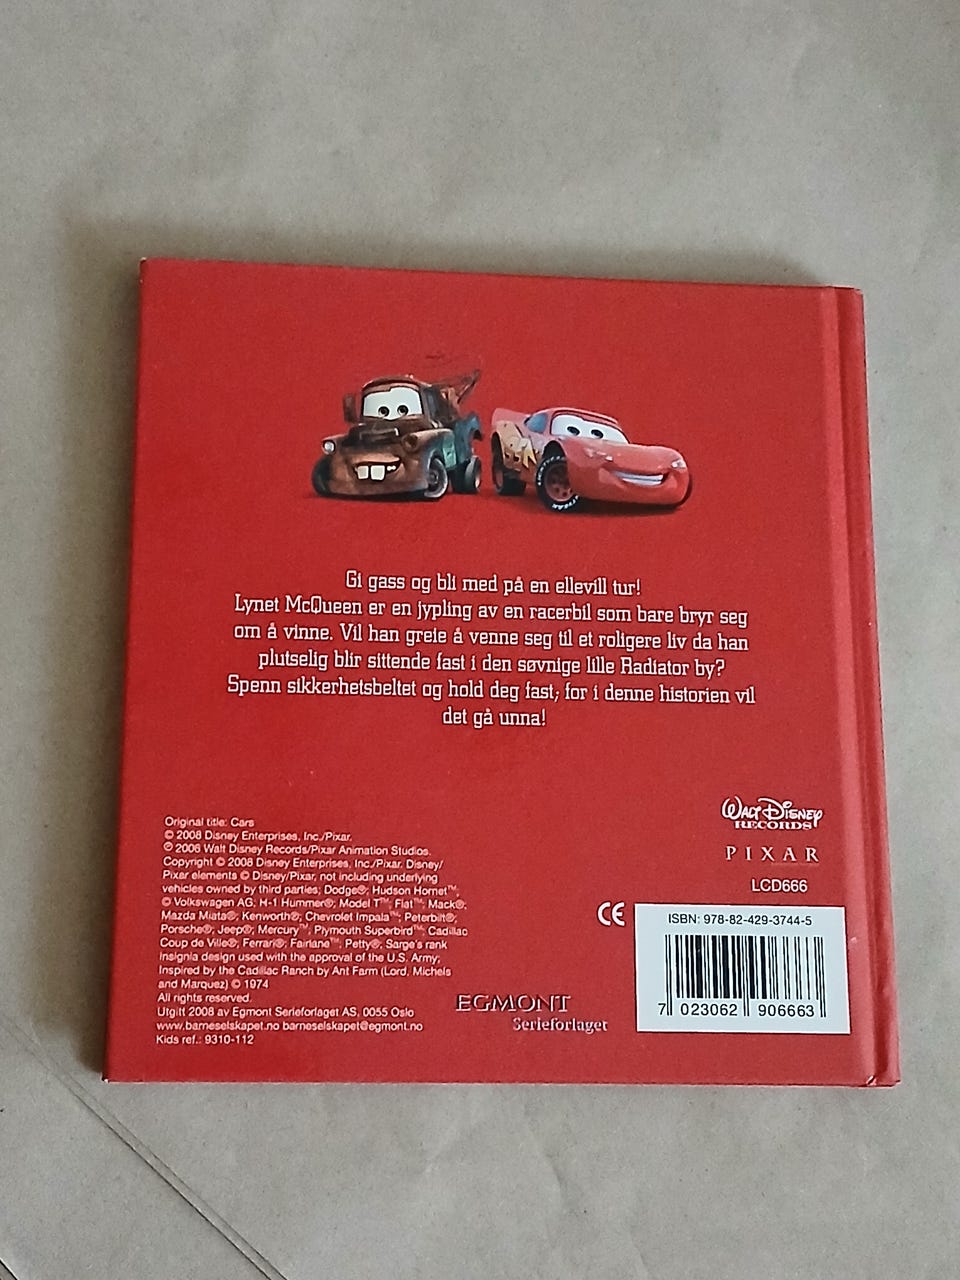 Gi gass og bli med på en ellevill tur!
Lynet McQueen er en jypling av en racerbil som bare bryr seg
om å vinne. Vil han greie å venne seg til et roligere liv da han
plutselig blir sittende fast i den søvnige lille Radiator by?
Spenn sikkerhetsbeltet og hold deg fast; for i denne historien vil
det gå unna!
Original title: Cars
© 2008 Disney Enterprises, Inc./Pixar.
℗ 2006 Walt Disney Records/Pixar Animation Studios.
Copyright © 2008 Disney Enterprises, Inc./Pixar. Disney/
Pixar elements © Disney/Pixar, not including underlying
vehicles owned by third parties; Dodge®; Hudson Hornet™;
© Volkswagen AG; H-1 Hummer®; Model T™; Fiat™; Mack®;
Mazda Miata®; Kenworth®; Chevrolet Impala™; Peterbilt®;
Porsche®; Jeep®; Mercury™; Plymouth Superbird™; Cadillac
Coup de Ville®; Ferrari®; Fairlane™; Petty®; Sarge's rank
insignia design used with the approval of the U.S. Army;
Inspired by the Cadillac Ranch by Ant Farm (Lord, Michels
and Marquez) © 1974
All rights reserved.
Utgitt 2008 av Egmont Serieforlaget AS, 0055 Oslo
www.barneselskapet.no barneselskapet@egmont.no
Kids ref.: 9310-112
EGMONT
Serieforlaget
WALT DISNEY
RECORDS
PIXAR
LCD666
CE
ISBN: 978-82-429-3744-5
7 023062 906663